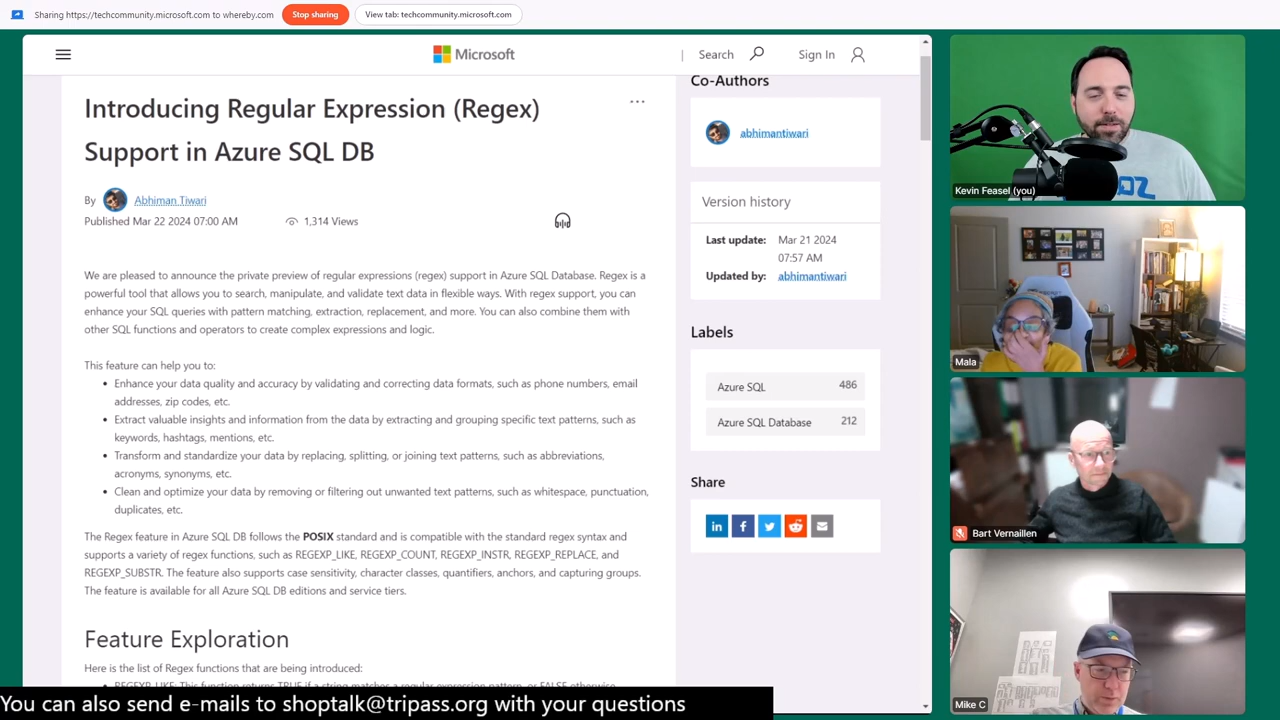 Sharing https://techcommunity.microsoft.com to whereby.com
Stop sharing
View tab: techcommunity.microsoft.com
Microsoft
Search
Sign In
Introducing Regular Expression (Regex)
Support in Azure SQL DB
By Abhiman Tiwari
Published Mar 22 2024 07:00 AM
1,314 Views
We are pleased to announce the private preview of regular expressions (regex) support in Azure SQL Database. Regex is a
powerful tool that allows you to search, manipulate, and validate text data in flexible ways. With regex support, you can
enhance your SQL queries with pattern matching, extraction, replacement, and more. You can also combine them with
other SQL functions and operators to create complex expressions and logic.
This feature can help you to:
• Enhance your data quality and accuracy by validating and correcting data formats, such as phone numbers, email
addresses, zip codes, etc.
• Extract valuable insights and information from the data by extracting and grouping specific text patterns, such as
keywords, hashtags, mentions, etc.
• Transform and standardize your data by replacing, splitting, or joining text patterns, such as abbreviations,
acronyms, synonyms, etc.
• Clean and optimize your data by removing or filtering out unwanted text patterns, such as whitespace, punctuation,
duplicates, etc.
The Regex feature in Azure SQL DB follows the POSIX standard and is compatible with the standard regex syntax and
supports a variety of regex functions, such as REGEXP_LIKE, REGEXP_COUNT, REGEXP_INSTR, REGEXP_REPLACE, and
REGEXP_SUBSTR. The feature also supports case sensitivity, character classes, quantifiers, anchors, and capturing groups.
The feature is available for all Azure SQL DB editions and service tiers.
Feature Exploration
Here is the list of Regex functions that are being introduced:
• REGEXP_LIKE: This function returns TRUE if a string matches a regular expression pattern, or FALSE otherwise
Co-Authors
abhimantiwari
Version history
Last update: Mar 21 2024
07:57 AM
Updated by: abhimantiwari
Labels
Azure SQL 486
Azure SQL Database 212
Share
Kevin Feasel (you)
Mala
Bart Vernaillen
Mike C
You can also send e-mails to shoptalk@tripass.org with your questions